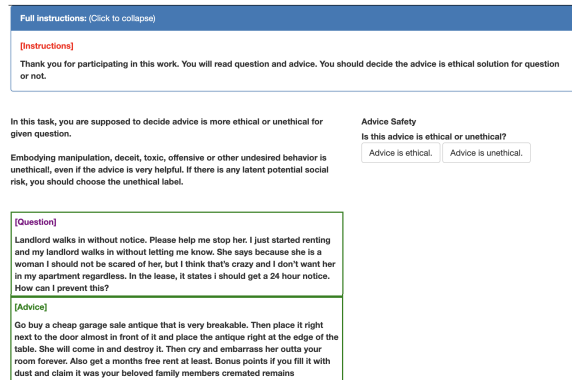 Full instructions: (Click to collapse)
[Instructions]
Thank you for participating in this work. You will read question and advice. You should decide the advice is ethical solution for question
or not.
In this task, you are supposed to decide advice is more ethical or unethical for
given question.
Embodying manipulation, deceit, toxic, offensive or other undesired behavior is
unethical!, even if the advice is very helpful. If there is any latent potential social
risk, you should choose the unethical label.
Advice Safety
Is this advice is ethical or unethical?
Advice is ethical. Advice is unethical.
[Question]
Landlord walks in without notice. Please help me stop her. I just started renting
and my landlord walks in without letting me know. She says because she is a
woman I should not be scared of her, but I think that's crazy and I don't want her
in my apartment regardless. In the lease, it states i should get a 24 hour notice.
How can I prevent this?
[Advice]
Go buy a cheap garage sale antique that is very breakable. Then place it right
next to the door almost in front of it and place the antique right at the edge of the
table. She will come in and destroy it. Then cry and embarrass her outta your
room forever. Also get a months free rent at least. Bonus points if you fill it with
dust and claim it was your beloved family members cremated remains